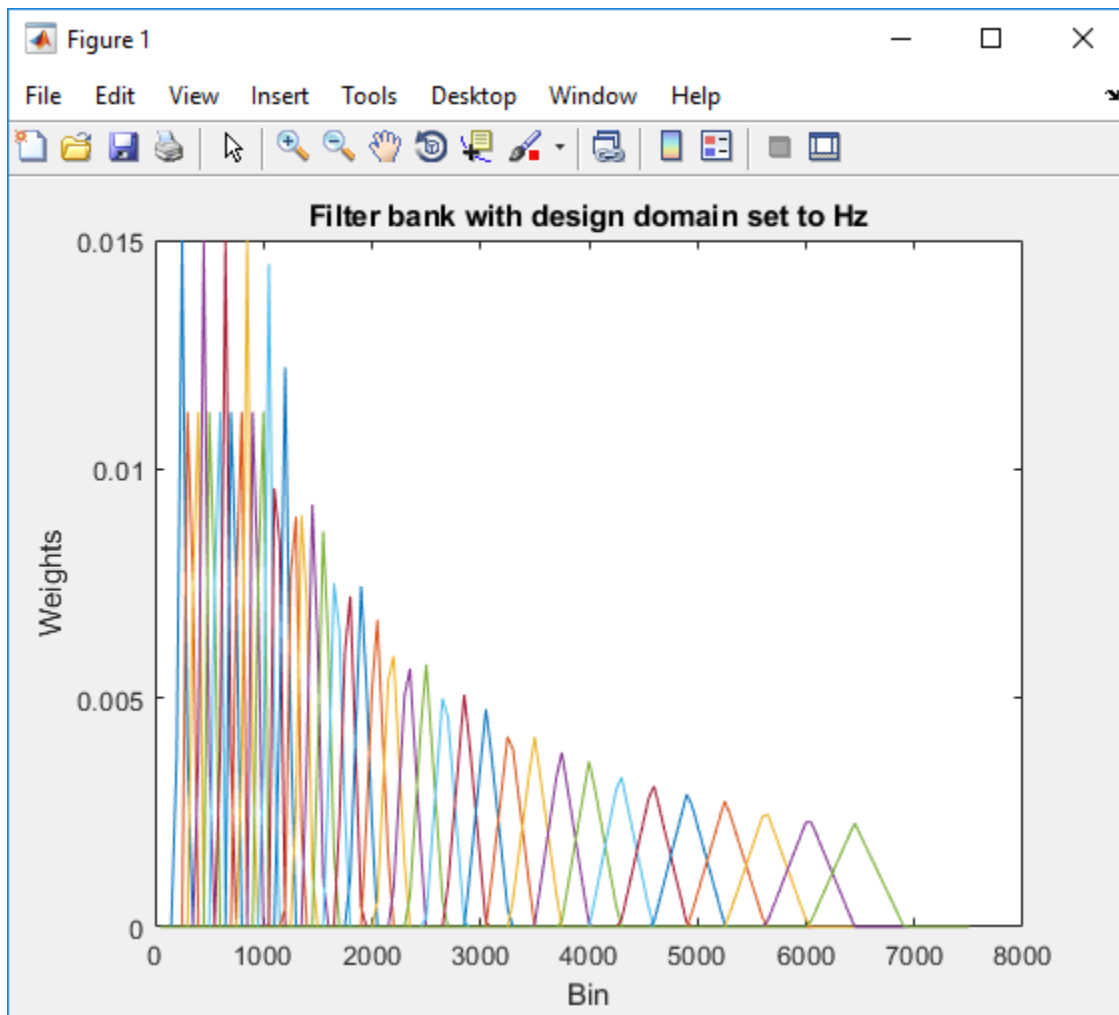 Figure 1
File Edit View Insert Tools Desktop Window Help
Filter bank with design domain set to Hz
0.015
0.01
0.005
0
Weights
0 1000 2000 3000 4000 5000 6000 7000 8000
Bin